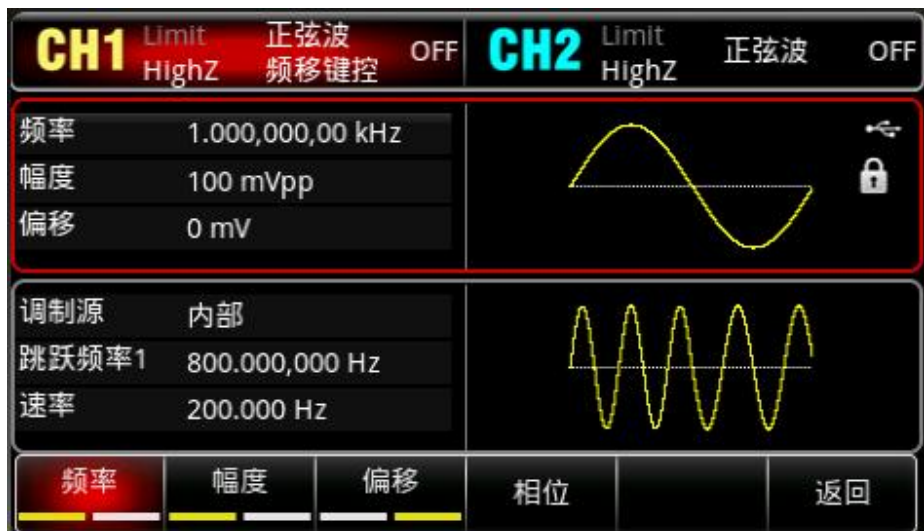 CH1 Limit 正弦波 OFF CH2 Limit 正弦波 OFF
HighZ 频移键控 HighZ
频率 1.000,000,00 kHz
幅度 100 mVpp
偏移 0 mV
调制源 内部
跳跃频率1 800.000,000 Hz
速率 200.000 Hz
频率 幅度 偏移 相位 返回